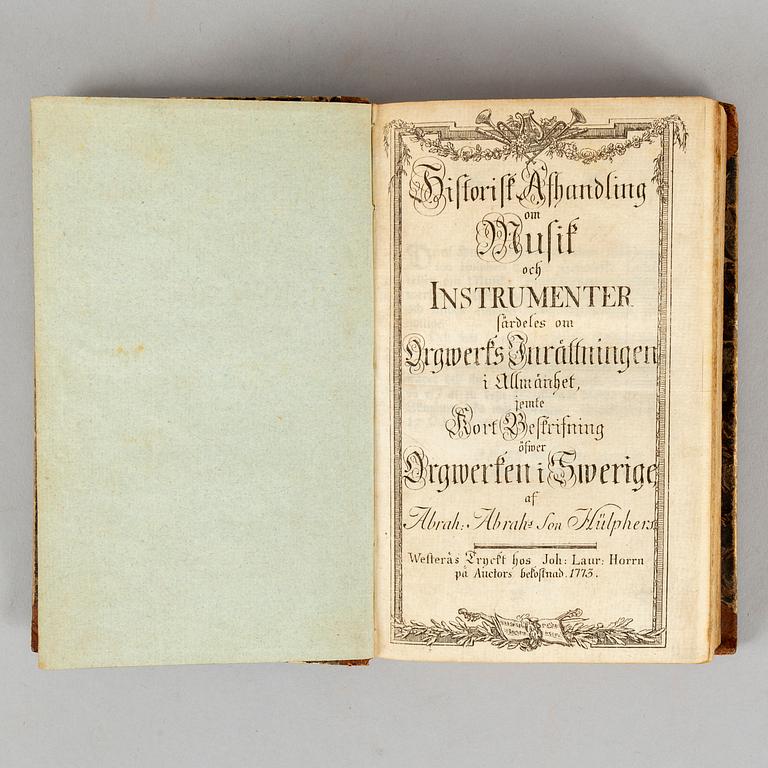 Historisk Afhandling
om
Musik
och
INSTRUMENTER
särdeles om
Orgwerks Inrättningen
i Allmänhet,
jemte
Kort Beskrifning
öfwer
Orgwerken i Swerige
af
Abrah: Abrahs Son Hülphers
Westerås Tryckt hos Joh: Laur: Horrn
på Auctors bekostnad. 1773.